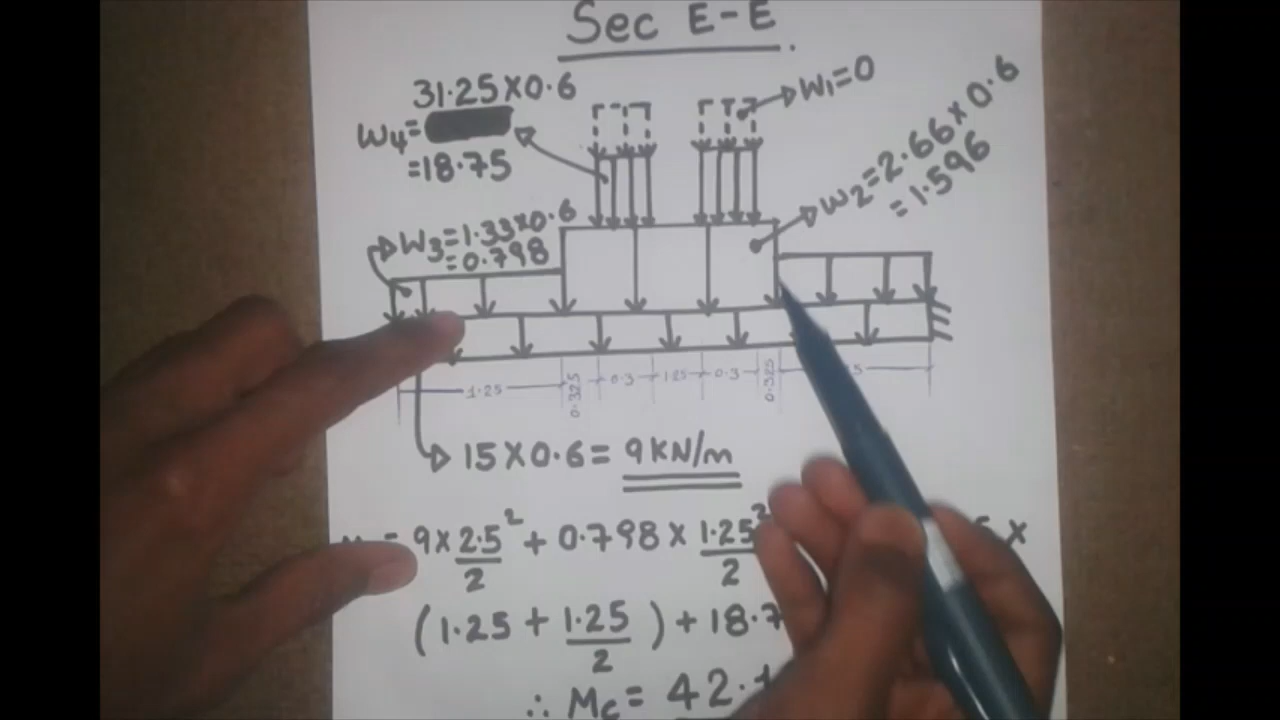 Sec E-E.
31.25×0.6
W4=
=18.75
W1=0
W2=2.66×0.6
=1.596
W3=1.33×0.6
=0.798
1.25 0.325 0.3 125 0.3 0.325
15×0.6= 9KN/m
= 9×2.5²/2 + 0.798×1.25²/2 ×
(1.25 + 1.25/2) + 18.7
∴ Mc= 42.1